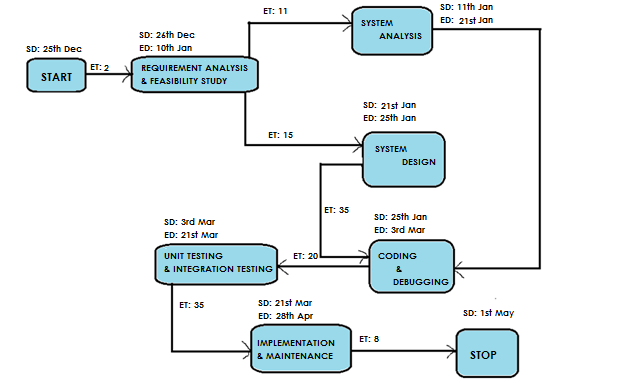 SD: 25th Dec
START
ET: 2
SD: 26th Dec
ED: 10th Jan
REQUIREMENT ANALYSIS
& FEASIBILITY STUDY
ET: 11
SYSTEM
ANALYSIS
SD: 11th Jan
ED: 21st Jan
ET: 15
SD: 21st Jan
ED: 25th Jan
SYSTEM
DESIGN
ET: 35
SD: 25th Jan
ED: 3rd Mar
CODING
&
DEBUGGING
ET: 20
SD: 3rd Mar
ED: 21st Mar
UNIT TESTING
& INTEGRATION TESTING
ET: 35
SD: 21st Mar
ED: 28th Apr
IMPLEMENTATION
& MAINTENANCE
ET: 8
SD: 1st May
STOP